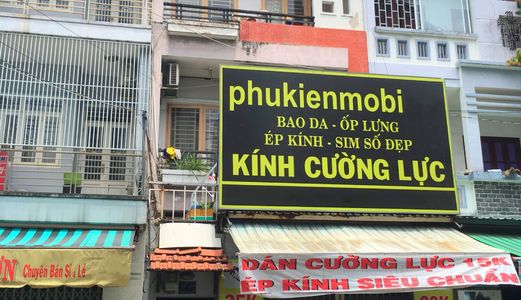 phukienmobi
BAO DA - ỐP LƯNG
ÉP KÍNH - SIM SỐ ĐẸP
KÍNH CƯỜNG LỰC
DÁN CƯỜNG LỰC 15K
ÉP KÍNH SIÊU CHUẨN
Chuyên Bán Sỉ. Lẻ